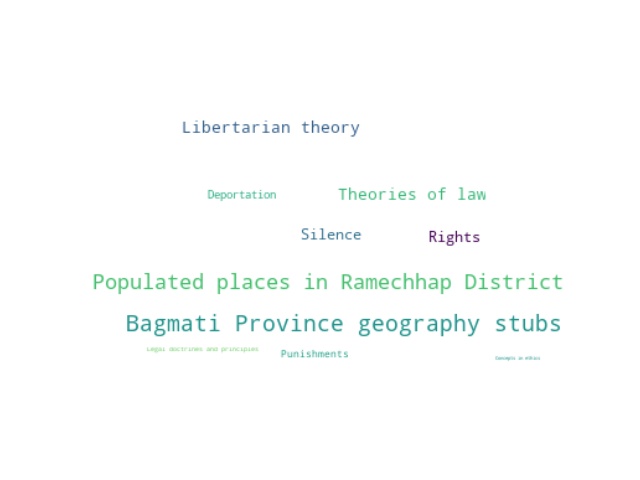 Libertarian theory
Deportation
Theories of law
Silence
Rights
Populated places in Ramechhap District
Bagmati Province geography stubs
Legal doctrines and principles
Punishments
Concepts in ethics